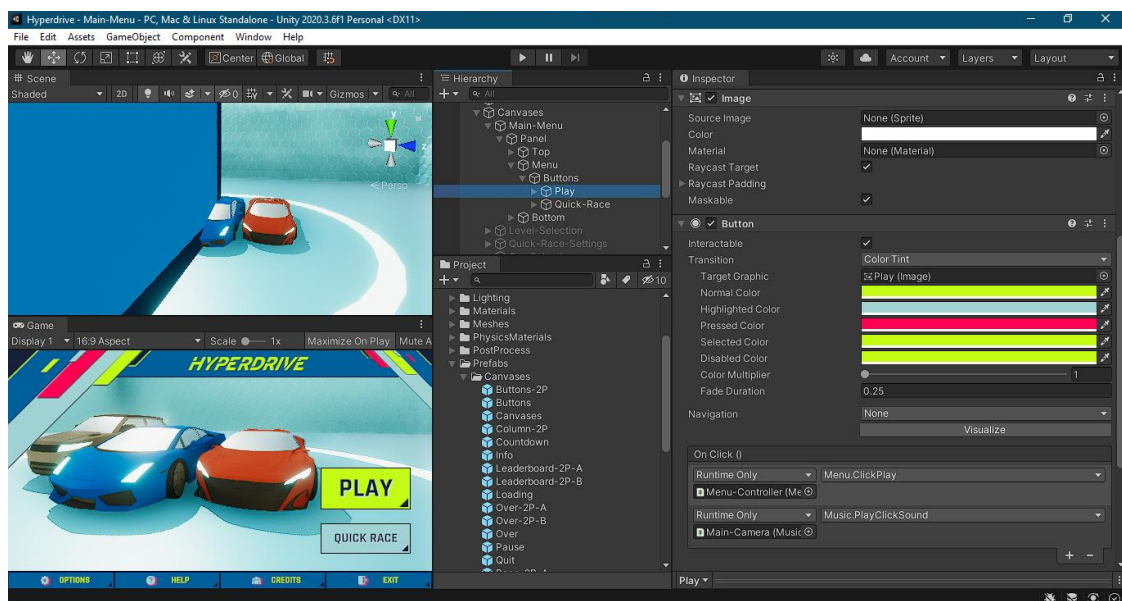 Hyperdrive - Main-Menu - PC, Mac & Linux Standalone - Unity 2020.3.6f1 Personal <DX11>
File Edit Assets GameObject Component Window Help
Center Global
Account Layers Layout
# Scene
Shaded 2D 0 Gizmos All
y
z
Persp
Game
Display 1 16:9 Aspect Scale 1x Maximize On Play Mute A
HYPERDRIVE
PLAY
QUICK RACE
OPTIONS HELP CREDITS EXIT
Hierarchy
All
Canvases
Main-Menu
Panel
Top
Menu
Buttons
Play
Quick-Race
Bottom
Level-Selection
Quick-Race-Settings
Project
10
Lighting
Materials
Meshes
PhysicsMaterials
PostProcess
Prefabs
Canvases
Buttons-2P
Buttons
Canvases
Column-2P
Countdown
Info
Leaderboard-2P-A
Leaderboard-2P-B
Loading
Over-2P-A
Over-2P-B
Over
Pause
Quit
Inspector
Image
Source Image None (Sprite)
Color
Material None (Material)
Raycast Target
Raycast Padding
Maskable
Button
Interactable
Transition Color Tint
Target Graphic Play (Image)
Normal Color
Highlighted Color
Pressed Color
Selected Color
Disabled Color
Color Multiplier 1
Fade Duration 0.25
Navigation None
Visualize
On Click ()
Runtime Only Menu.ClickPlay
Menu-Controller (Me
Runtime Only Music.PlayClickSound
Main-Camera (Music
+ -
Play